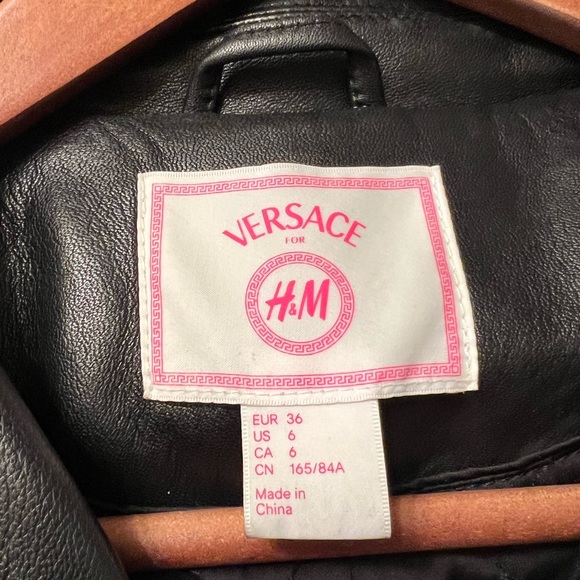 VERSACE
FOR
H&M
EUR 36
US 6
CA 6
CN 165/84A
Made in
China